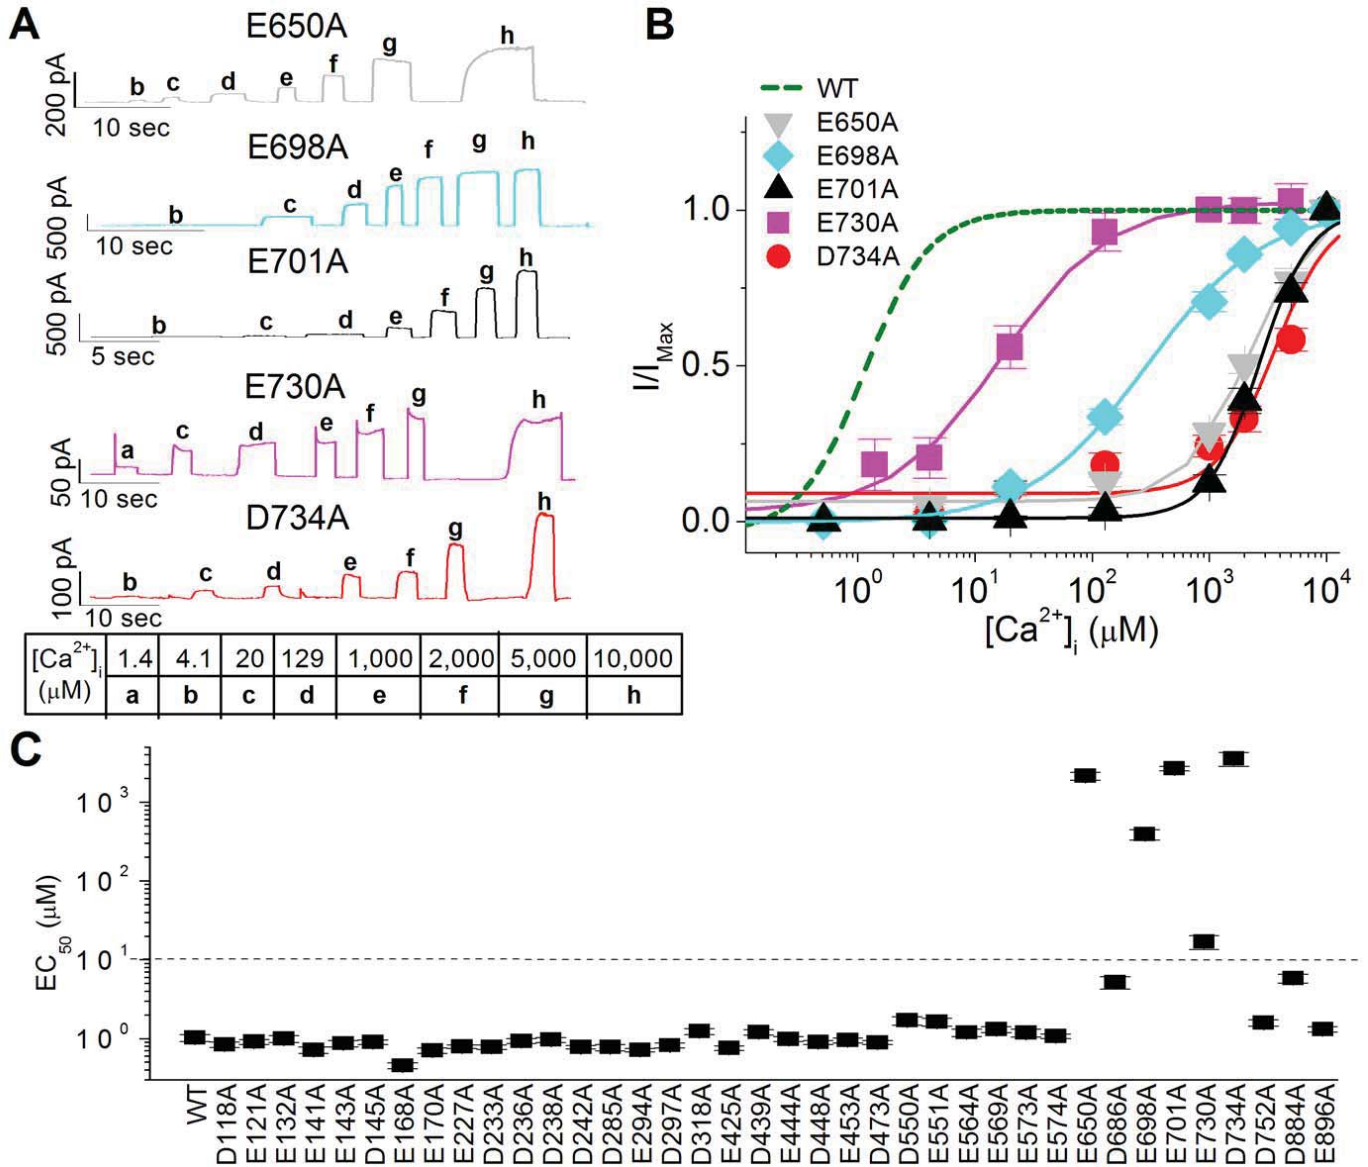 A
E650A
b c d e f g h
200 pA
10 sec
E698A
b c d e f g h
500 pA
10 sec
E701A
b c d e f g h
500 pA
5 sec
E730A
a c d e f g h
50 pA
10 sec
D734A
b c d e f g h
100 pA
10 sec
[Ca2+]i (μM) 1.4 4.1 20 129 1,000 2,000 5,000 10,000
a b c d e f g h
B
WT
E650A
E698A
E701A
E730A
D734A
I/IMax
1.0
0.5
0.0
10^0 10^1 10^2 10^3 10^4
[Ca2+]i (μM)
C
EC50 (μM)
10^3
10^2
10^1
10^0
WT
D118A
E121A
E132A
E141A
E143A
D145A
E168A
E170A
E227A
D233A
D236A
D238A
D242A
D285A
E294A
D297A
D318A
E425A
D439A
E444A
D448A
E453A
D473A
D550A
E551A
E564A
E569A
E573A
E574A
E650A
D686A
E698A
E701A
E730A
D734A
D752A
D884A
E896A